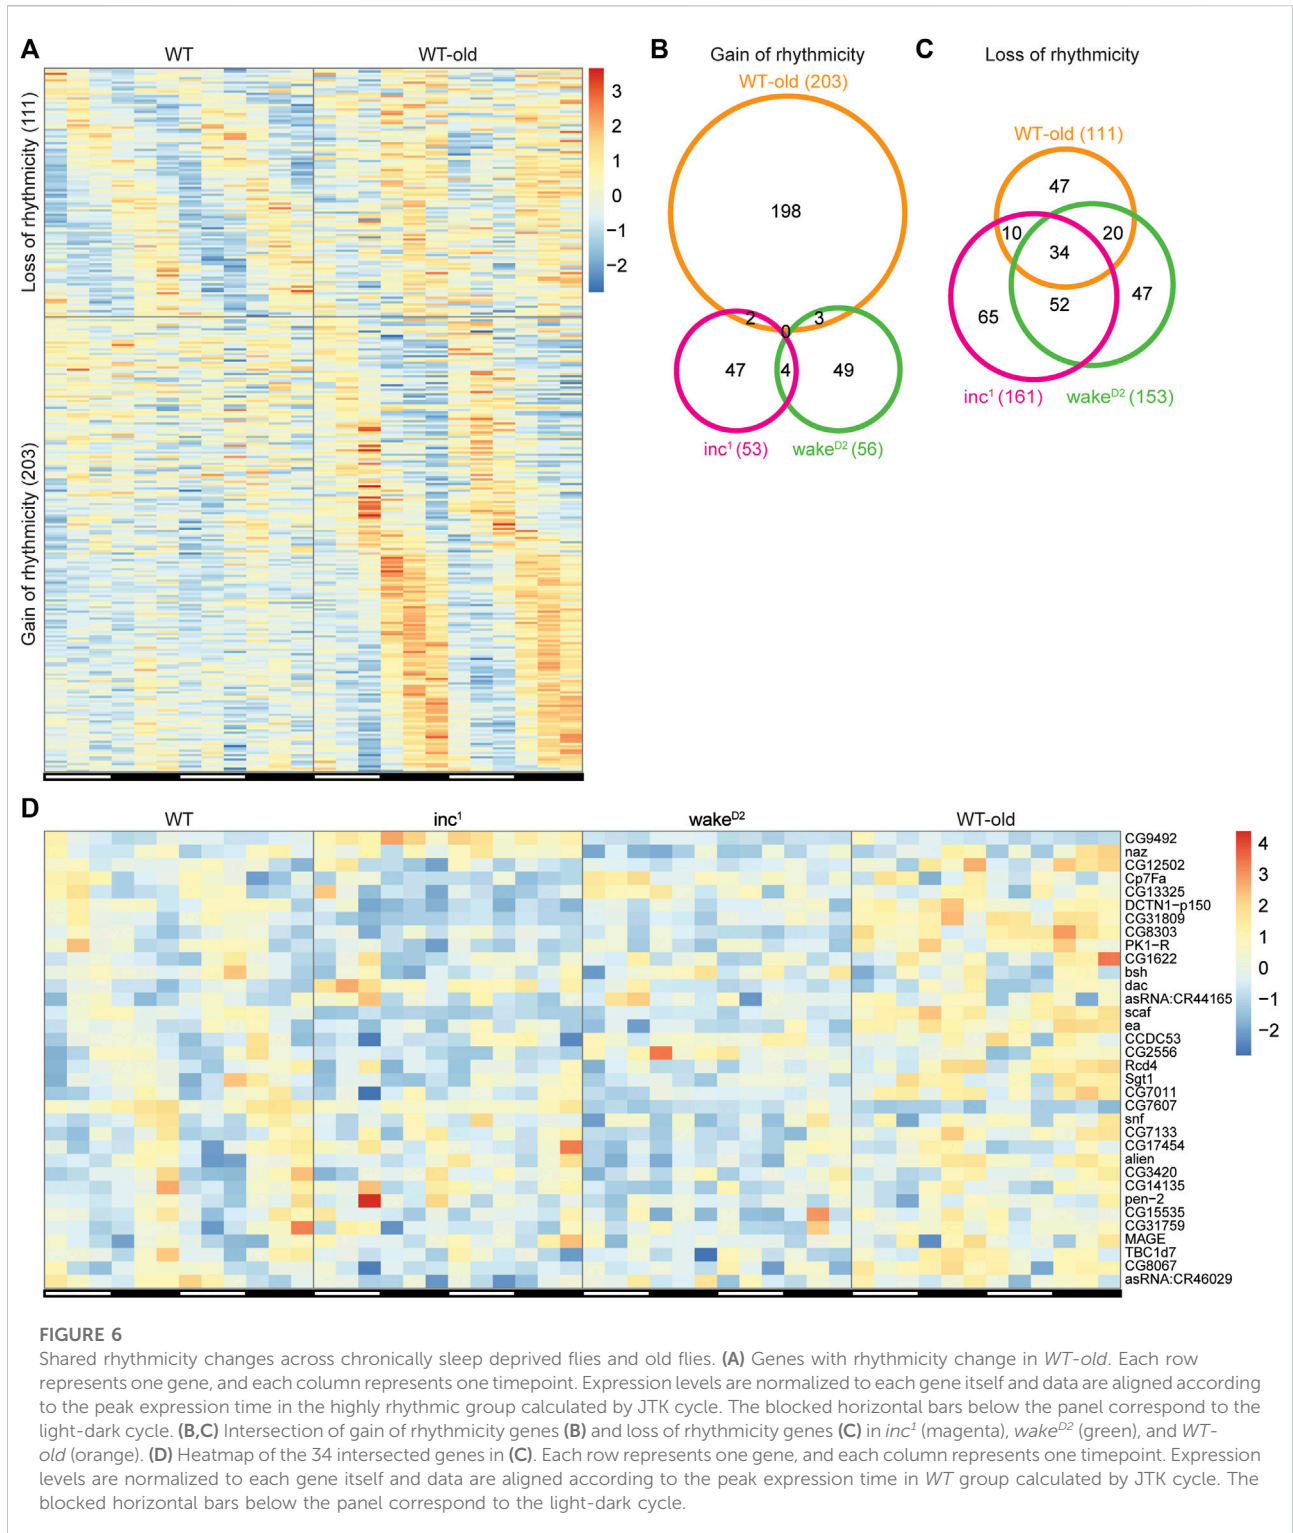 A
WT
WT-old
Loss of rhythmicity (111)
Gain of rhythmicity (203)
3
2
1
0
−1
−2
B
Gain of rhythmicity
WT-old (203)
198
2
0
3
47
4
49
inc¹ (53)
wakeᴰ² (56)
C
Loss of rhythmicity
WT-old (111)
47
10
20
34
65
52
47
inc¹ (161)
wakeᴰ² (153)
D
WT
inc¹
wakeᴰ²
WT-old
CG9492
naz
CG12502
Cp7Fa
CG13325
DCTN1−p150
CG31809
CG8303
PK1−R
CG1622
bsh
dac
asRNA:CR44165
scaf
ea
CCDC53
CG2556
Rcd4
Sgt1
CG7011
CG7607
snf
CG7133
CG17454
alien
CG3420
CG14135
pen−2
CG15535
CG31759
MAGE
TBC1d7
CG8067
asRNA:CR46029
4
3
2
1
0
−1
−2
FIGURE 6
Shared rhythmicity changes across chronically sleep deprived flies and old flies. (A) Genes with rhythmicity change in WT-old. Each row
represents one gene, and each column represents one timepoint. Expression levels are normalized to each gene itself and data are aligned according
to the peak expression time in the highly rhythmic group calculated by JTK cycle. The blocked horizontal bars below the panel correspond to the
light-dark cycle. (B,C) Intersection of gain of rhythmicity genes (B) and loss of rhythmicity genes (C) in inc¹ (magenta), wakeᴰ² (green), and WT-
old (orange). (D) Heatmap of the 34 intersected genes in (C). Each row represents one gene, and each column represents one timepoint. Expression
levels are normalized to each gene itself and data are aligned according to the peak expression time in WT group calculated by JTK cycle. The
blocked horizontal bars below the panel correspond to the light-dark cycle.